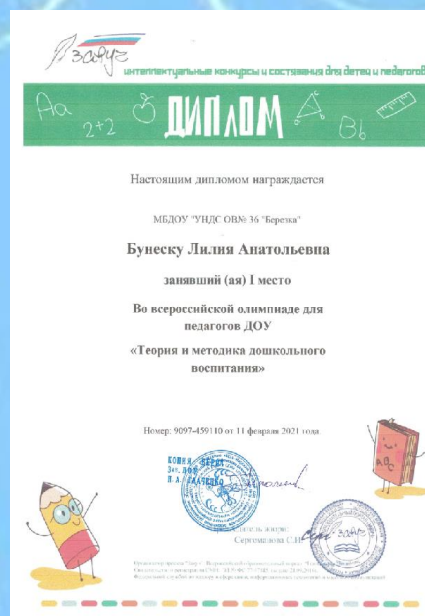 Я завуч
интеллектуальные конкурсы и состязания для детей и педагогов
Aa
2+2
ДИПЛОМ
Bb
Настоящим дипломом награждается
МБДОУ "УНДС ОВ№ 36 "Березка"
Бунеску Лилия Анатольевна
занявший (ая) I место
Во всероссийской олимпиаде для
педагогов ДОУ
«Теория и методика дошкольного
воспитания»
Номер: 9097-459110 от 11 февраля 2021 года
КОПИЯ ВЕРНА
Сергоманова С.И